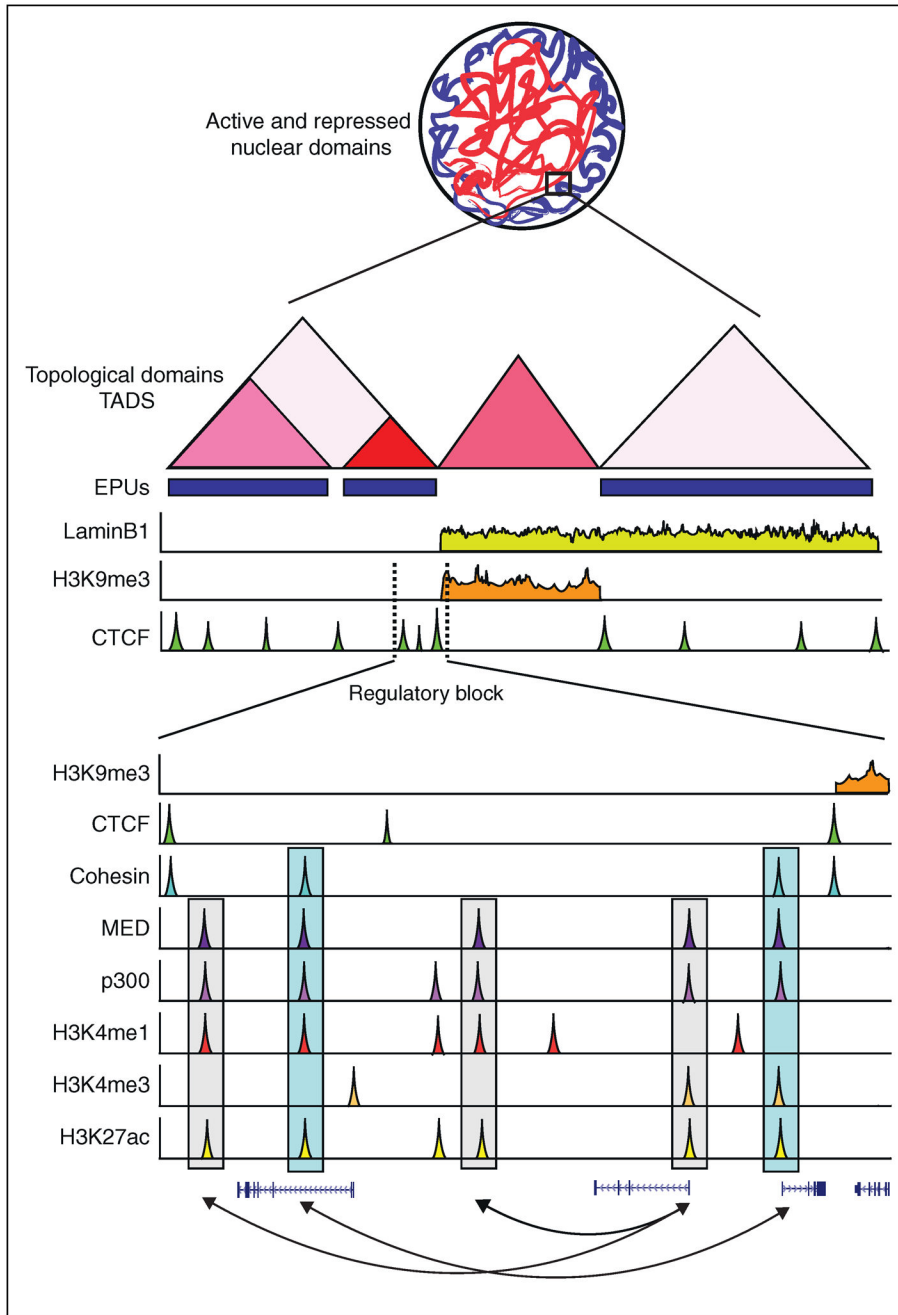 Active and repressed
nuclear domains
Topological domains
TADS
EPUs
LaminB1
H3K9me3
CTCF
Regulatory block
H3K9me3
CTCF
Cohesin
MED
p300
H3K4me1
H3K4me3
H3K27ac